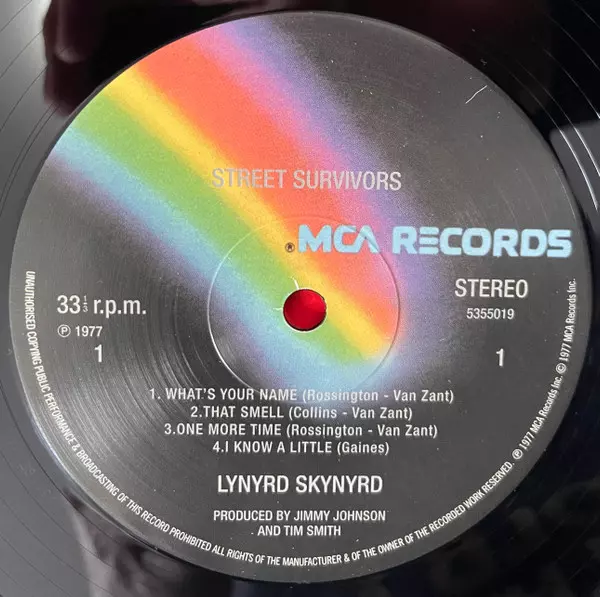 STREET SURVIVORS
® MCA RECORDS
33⅓ r.p.m.
STEREO
℗ 1977
5355019
1
1
1. WHAT'S YOUR NAME (Rossington - Van Zant)
2.THAT SMELL (Collins - Van Zant)
3.ONE MORE TIME (Rossington - Van Zant)
4.I KNOW A LITTLE (Gaines)
LYNYRD SKYNYRD
PRODUCED BY JIMMY JOHNSON
AND TIM SMITH
UNAUTHORISED COPYING PUBLIC PERFORMANCE & BROADCASTING OF THIS RECORD PROHIBITED ALL RIGHTS OF THE MANUFACTURER & OF THE OWNER OF THE RECORDED WORK RESERVED. ℗ 1977 MCA Records Inc. © 1977 MCA Records Inc.